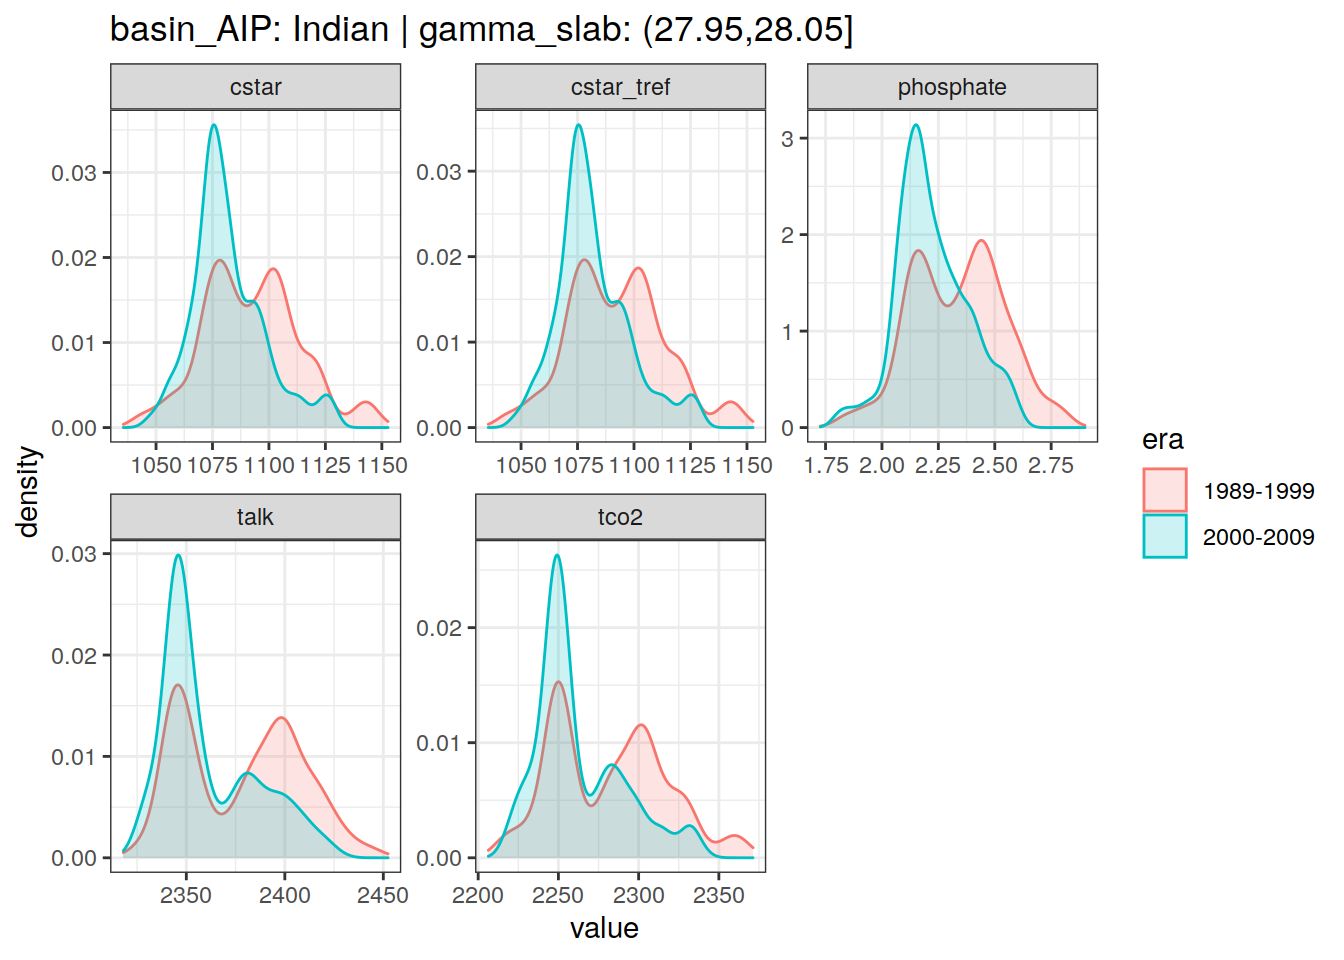 basin_AIP: Indian | gamma_slab: (27.95,28.05]
cstar
cstar_tref
phosphate
0.03
0.02
0.01
0.00
0.03
0.02
0.01
0.00
3
2
1
0
1050 1075 1100 1125 1150
1050 1075 1100 1125 1150
1.75 2.00 2.25 2.50 2.75
talk
tco2
0.03
0.02
0.01
0.00
0.02
0.01
0.00
2350 2400 2450
2200 2250 2300 2350
density
value
era
1989-1999
2000-2009